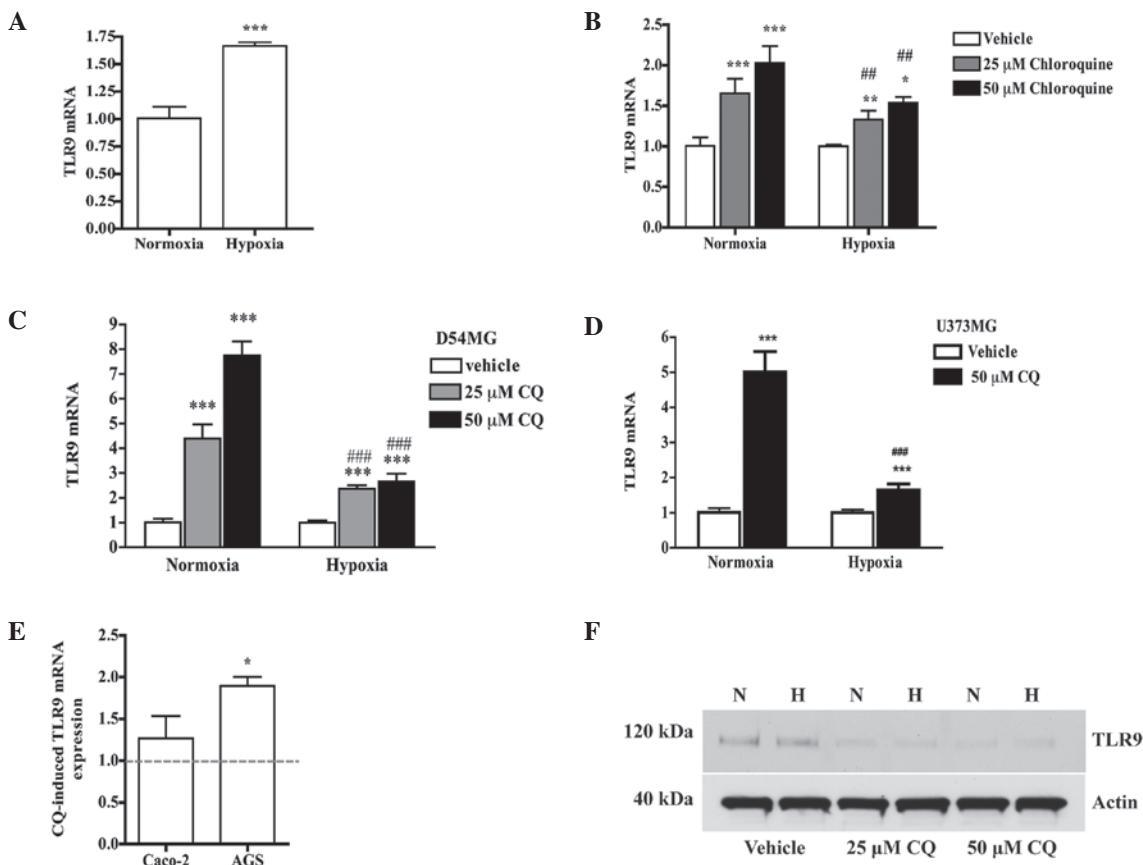 A
TLR9 mRNA
1.75
1.50
1.25
1.00
0.75
0.50
0.25
0.00
***
Normoxia Hypoxia
B
TLR9 mRNA
2.5
2.0
1.5
1.0
0.5
0.0
*** *** ## ** ## *
Normoxia Hypoxia
Vehicle
25 μM Chloroquine
50 μM Chloroquine
C
TLR9 mRNA
9
8
7
6
5
4
3
2
1
0
*** *** ### *** ### ***
Normoxia Hypoxia
D54MG
vehicle
25 μM CQ
50 μM CQ
D
TLR9 mRNA
6
5
4
3
2
1
0
*** ### ***
Normoxia Hypoxia
U373MG
Vehicle
50 μM CQ
E
CQ-induced TLR9 mRNA
expression
2.5
2.0
1.5
1.0
0.5
0.0
*
Caco-2 AGS
F
N H N H N H
120 kDa TLR9
40 kDa Actin
Vehicle 25 μM CQ 50 μM CQ